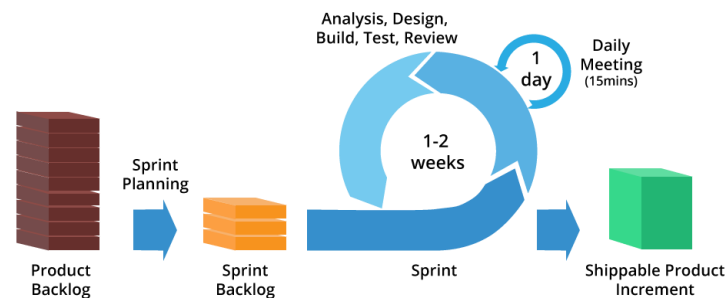 Analysis, Design,
Build, Test, Review
1
day
Daily
Meeting
(15mins)
1-2
weeks
Sprint
Planning
Product
Backlog
Sprint
Backlog
Sprint
Shippable Product
Increment